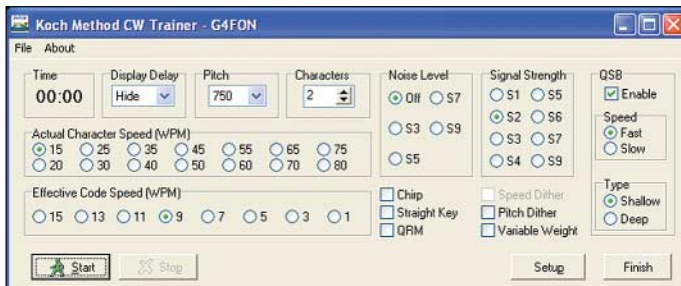 Koch Method CW Trainer - G4FON
File About
Time
00:00
Display Delay
Hide
Pitch
750
Characters
2
Noise Level
Off S7
S3 S9
S5
Signal Strength
S1 S5
S2 S6
S3 S7
S4 S9
QSB
Enable
Speed
Fast
Slow
Type
Shallow
Deep
Actual Character Speed (WPM)
15 25 35 45 55 65 75
20 30 40 50 60 70 80
Effective Code Speed (WPM)
15 13 11 9 7 5 3 1
Chirp
Straight Key
QRM
Speed Dither
Pitch Dither
Variable Weight
Start
Stop
Setup
Finish